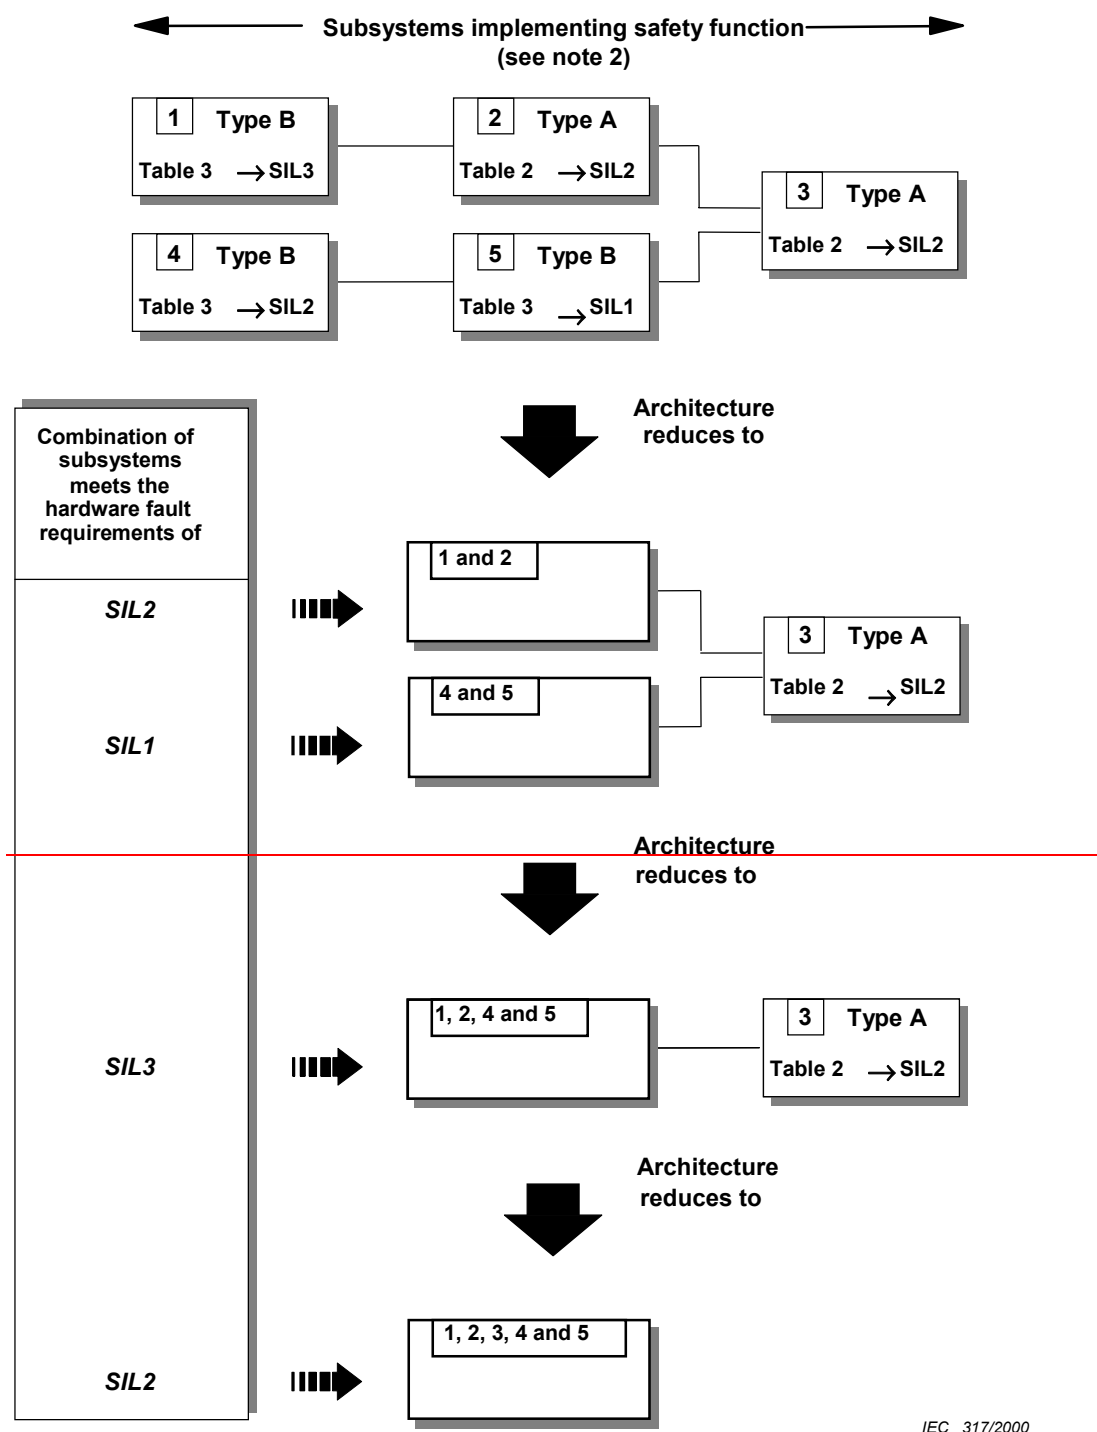 Subsystems implementing safety function
(see note 2)
1 Type B
Table 3 → SIL3
2 Type A
Table 2 → SIL2
3 Type A
Table 2 → SIL2
4 Type B
Table 3 → SIL2
5 Type B
Table 3 → SIL1
Architecture
reduces to
Combination of
subsystems
meets the
hardware fault
requirements of
SIL2
1 and 2
3 Type A
Table 2 → SIL2
SIL1
4 and 5
Architecture
reduces to
SIL3
1, 2, 4 and 5
3 Type A
Table 2 → SIL2
Architecture
reduces to
SIL2
1, 2, 3, 4 and 5
IEC 317/2000